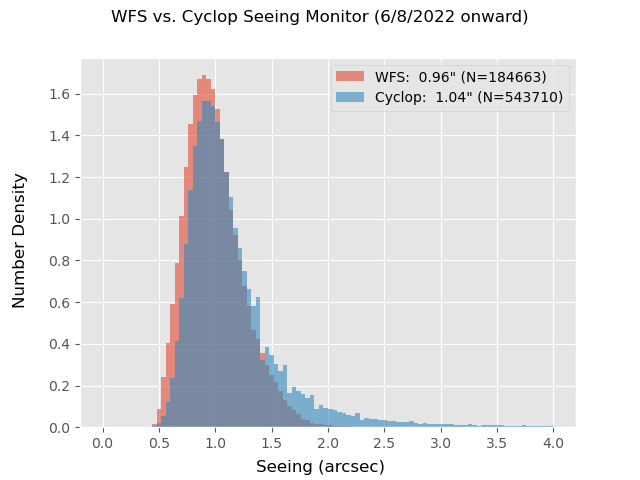 WFS vs. Cyclop Seeing Monitor (6/8/2022 onward)
WFS:  0.96" (N=184663)
Cyclop:  1.04" (N=543710)
Number Density
1.6
1.4
1.2
1.0
0.8
0.6
0.4
0.2
0.0
0.0 0.5 1.0 1.5 2.0 2.5 3.0 3.5 4.0
Seeing (arcsec)